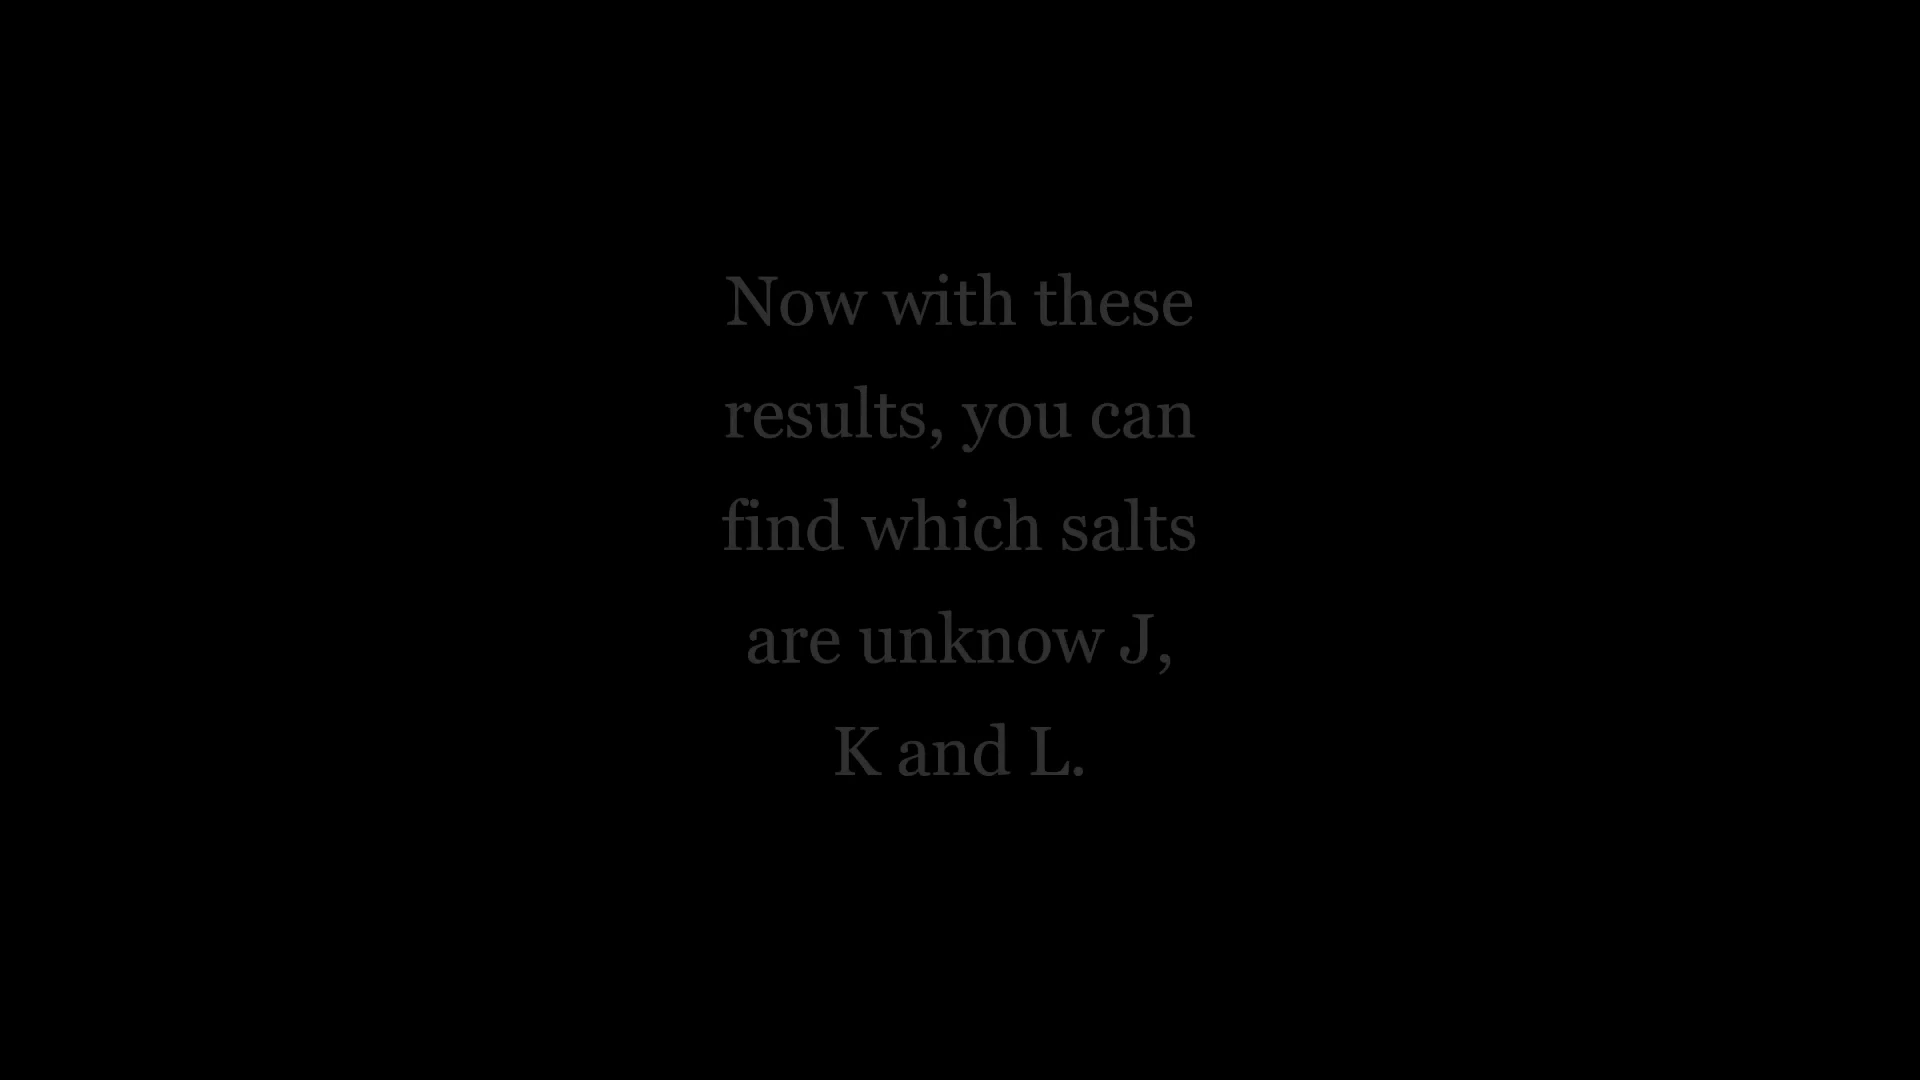 Now with these
results, you can
find which salts
are unknow J,
K and L.